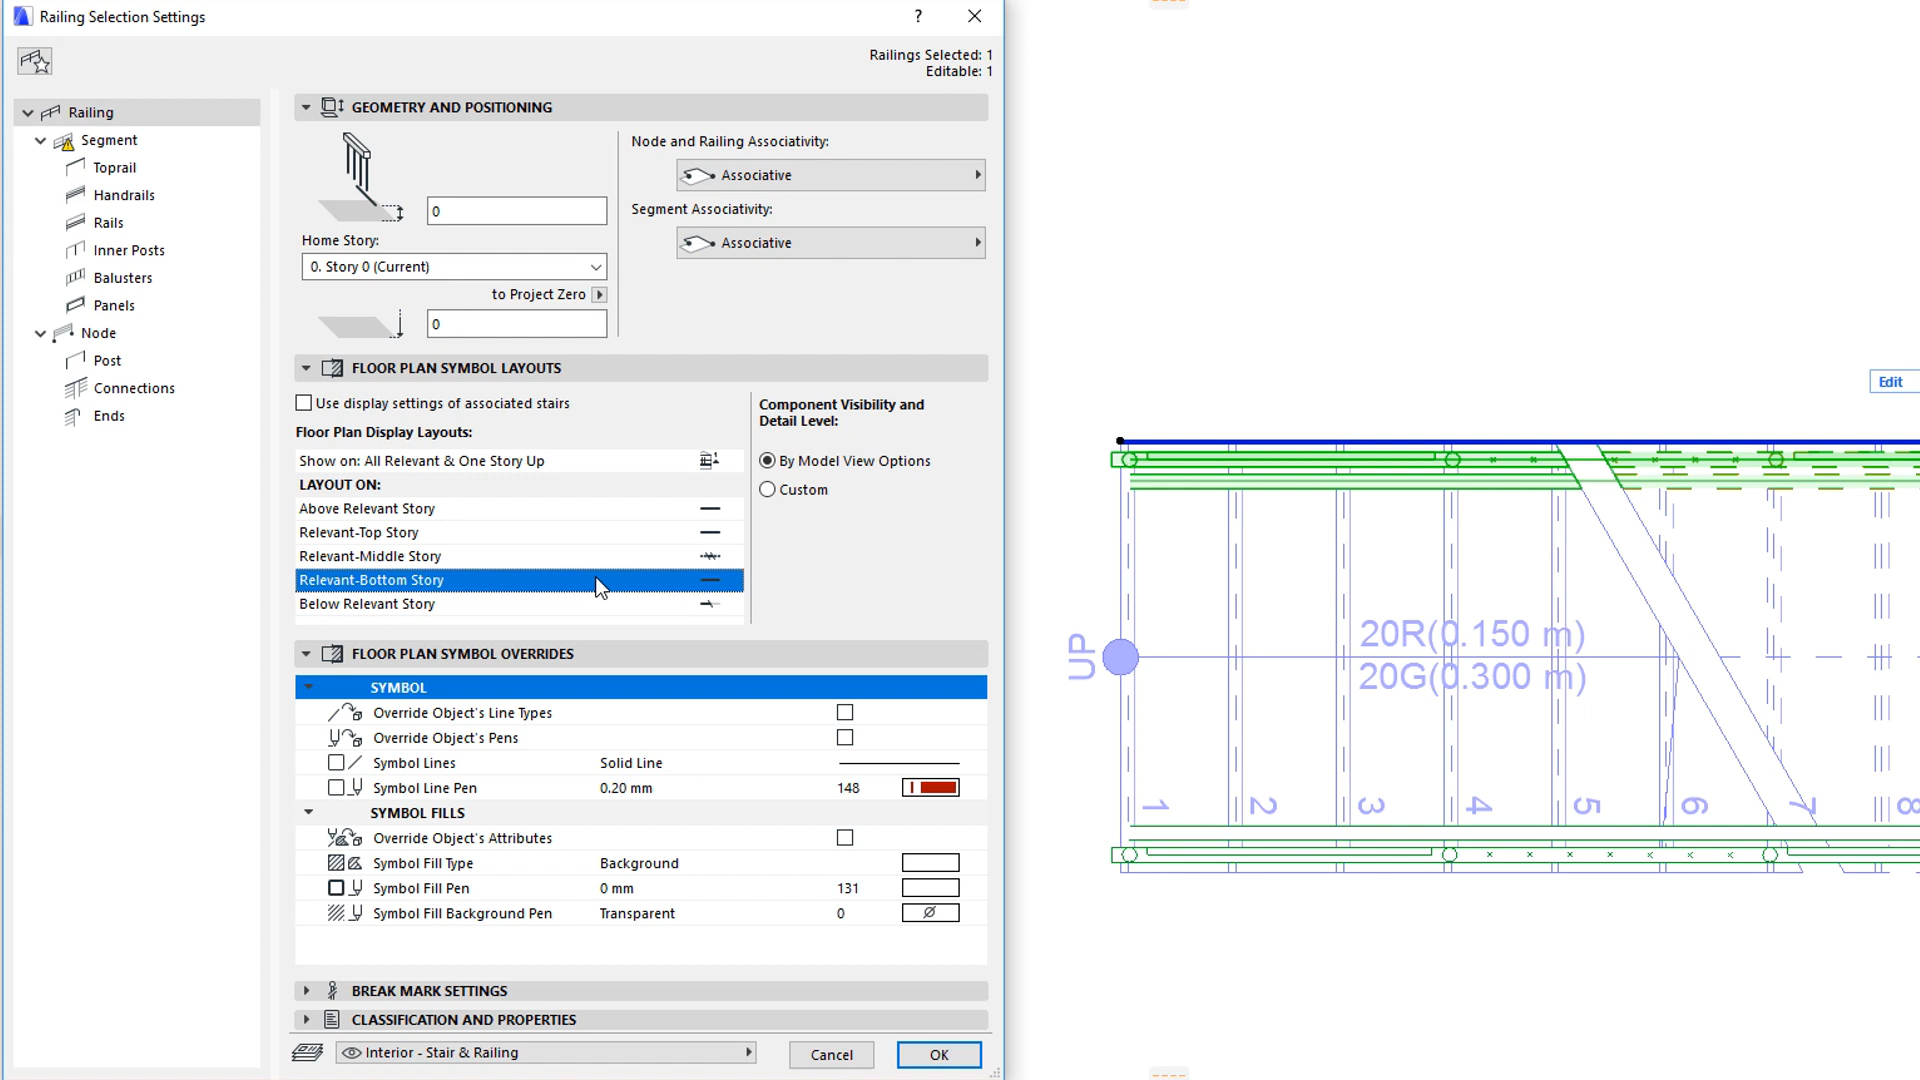 Railing Selection Settings
?
Railings Selected: 1
Editable: 1
Railing
Segment
Toprail
Handrails
Rails
Inner Posts
Balusters
Panels
Node
Post
Connections
Ends
GEOMETRY AND POSITIONING
0
Home Story:
0. Story 0 (Current)
to Project Zero
0
Node and Railing Associativity:
Associative
Segment Associativity:
Associative
FLOOR PLAN SYMBOL LAYOUTS
Use display settings of associated stairs
Floor Plan Display Layouts:
Show on: All Relevant & One Story Up
LAYOUT ON:
Above Relevant Story
Relevant-Top Story
Relevant-Middle Story
Relevant-Bottom Story
Below Relevant Story
Component Visibility and
Detail Level:
By Model View Options
Custom
FLOOR PLAN SYMBOL OVERRIDES
SYMBOL
Override Object's Line Types
Override Object's Pens
Symbol Lines Solid Line
Symbol Line Pen 0.20 mm 148
SYMBOL FILLS
Override Object's Attributes
Symbol Fill Type Background
Symbol Fill Pen 0 mm 131
Symbol Fill Background Pen Transparent 0
BREAK MARK SETTINGS
CLASSIFICATION AND PROPERTIES
Interior - Stair & Railing
Cancel
OK
Edit
UP
20R(0.150 m)
20G(0.300 m)
1 2 3 4 5 6 7 8